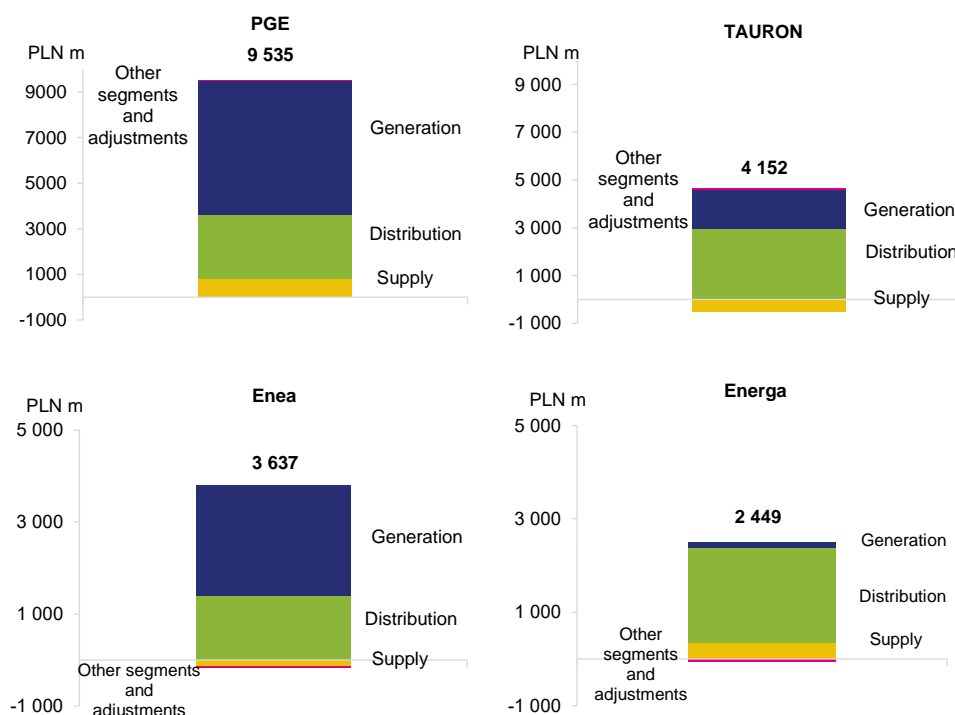 PGE
PLN m
9 535
Other
segments
and
adjustments
9000
7000
5000
3000
1000
-1000
Generation
Distribution
Supply
TAURON
PLN m
9 000
7 000
5 000
3 000
1 000
-1 000
4 152
Other
segments
and
adjustments
Generation
Distribution
Supply
Enea
PLN m
5 000
3 000
1 000
-1 000
3 637
Generation
Distribution
Supply
Other segments
and
adjustments
Energa
PLN m
5 000
3 000
1 000
-1 000
2 449
Generation
Distribution
Supply
Other
segments
and
adjustments